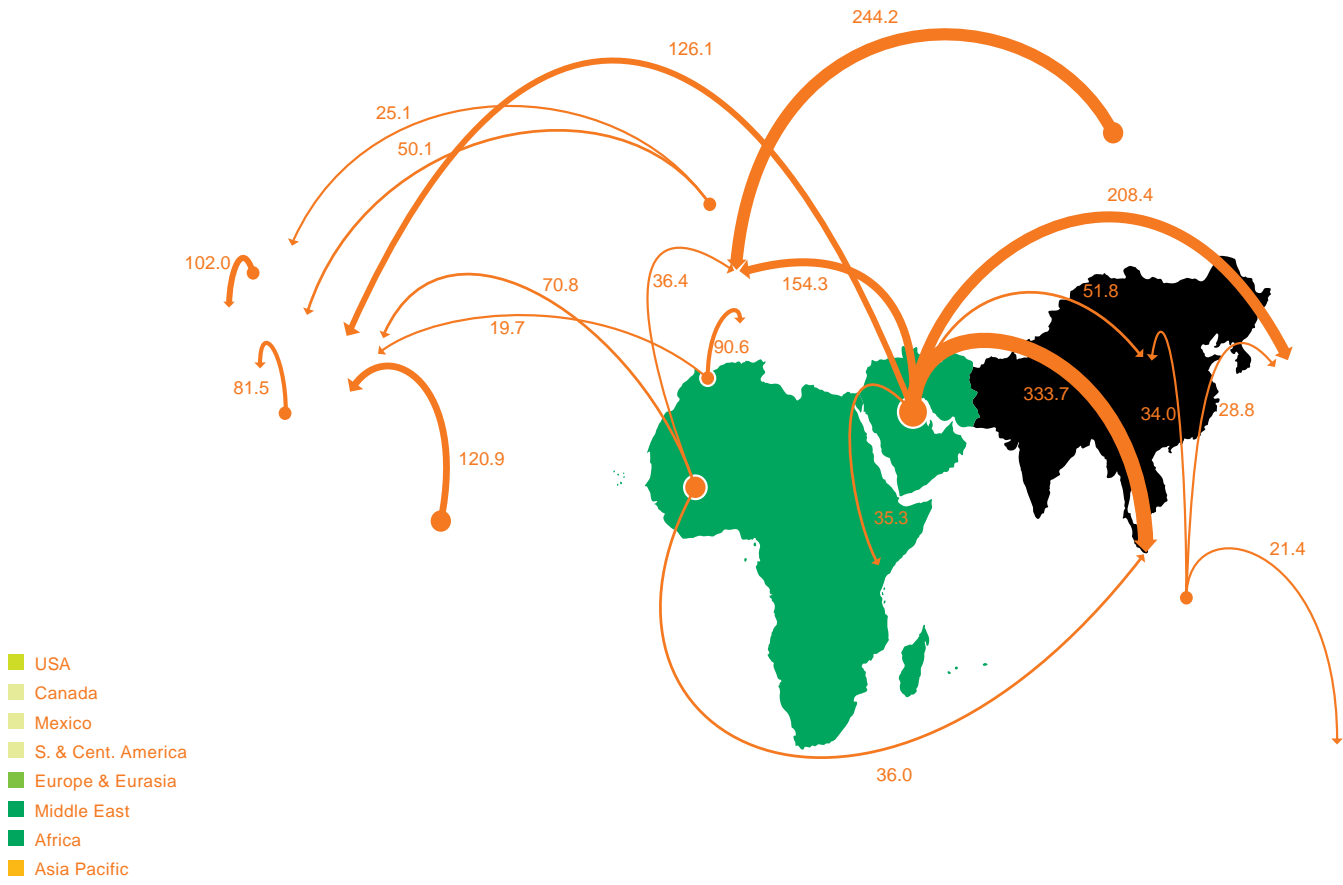 244.2
126.1
25.1
50.1
208.4
102.0
70.8
36.4
154.3
51.8
19.7
90.6
81.5
333.7
34.0
28.8
120.9
35.3
21.4
36.0
USA
Canada
Mexico
S. & Cent. America
Europe & Eurasia
Middle East
Africa
Asia Pacific